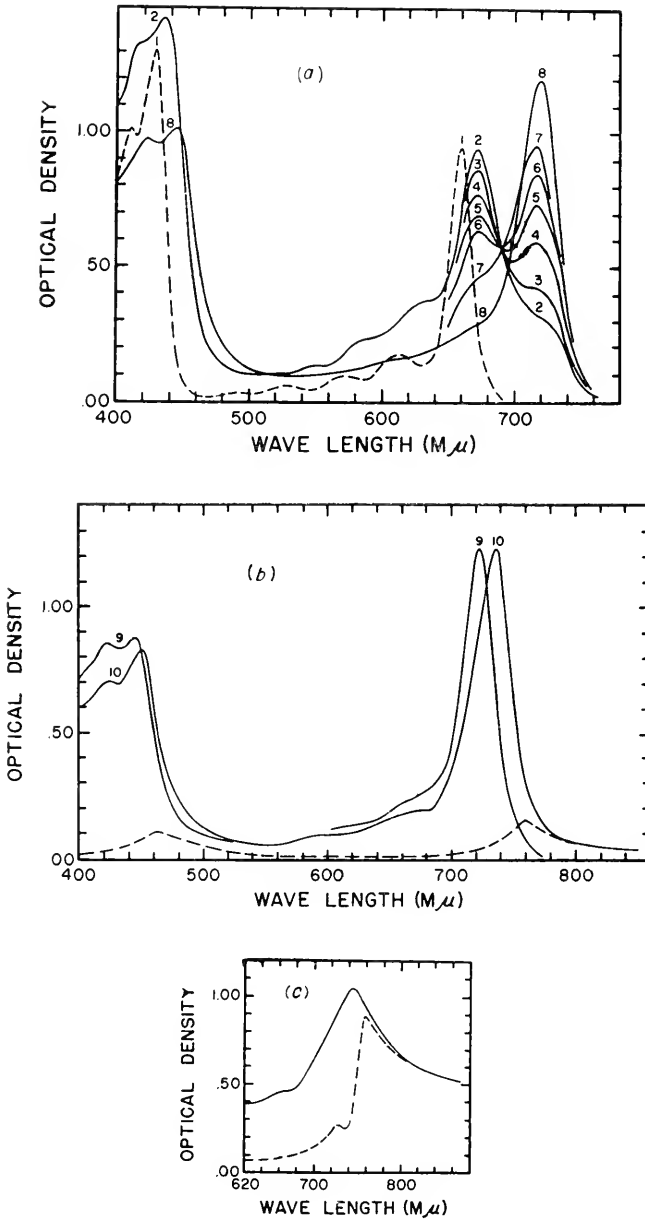 2
(a)
8
8
2
3
4
5
6
7
8
7
6
5
4
3
2
1.00
.50
.00
OPTICAL DENSITY
400 500 600 700
WAVE LENGTH (Mμ)
(b)
9 10
9
10
1.00
.50
.00
OPTICAL DENSITY
400 500 600 700 800
WAVE LENGTH (Mμ)
(c)
1.00
.50
.00
OPTICAL DENSITY
620 700 800
WAVE LENGTH (Mμ)